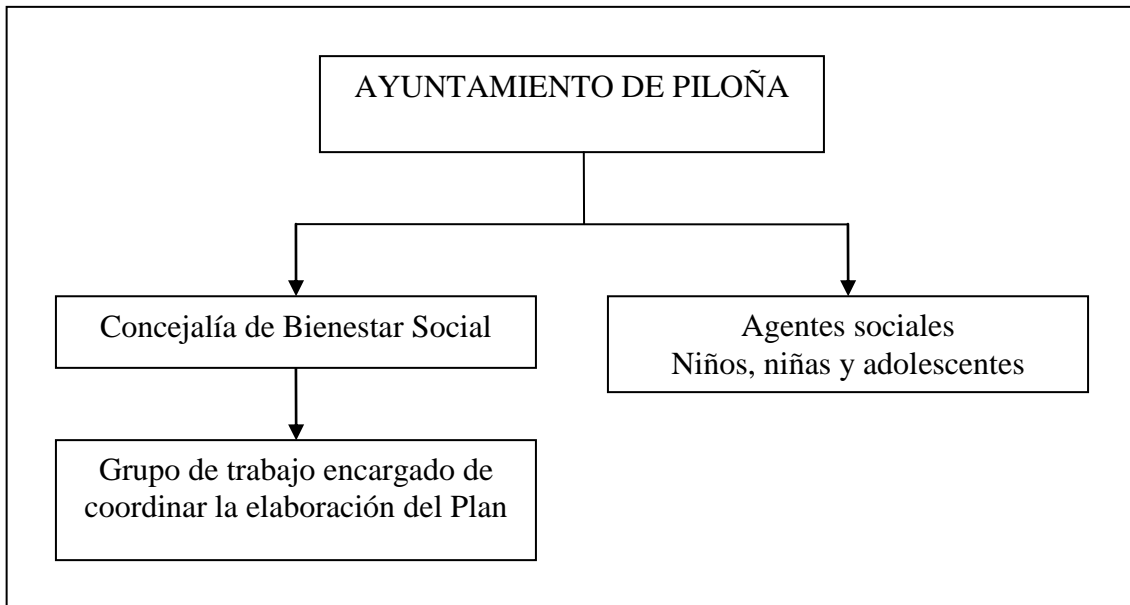 AYUNTAMIENTO DE PILOÑA
Concejalía de Bienestar Social
Agentes sociales
Niños, niñas y adolescentes
Grupo de trabajo encargado de
coordinar la elaboración del Plan